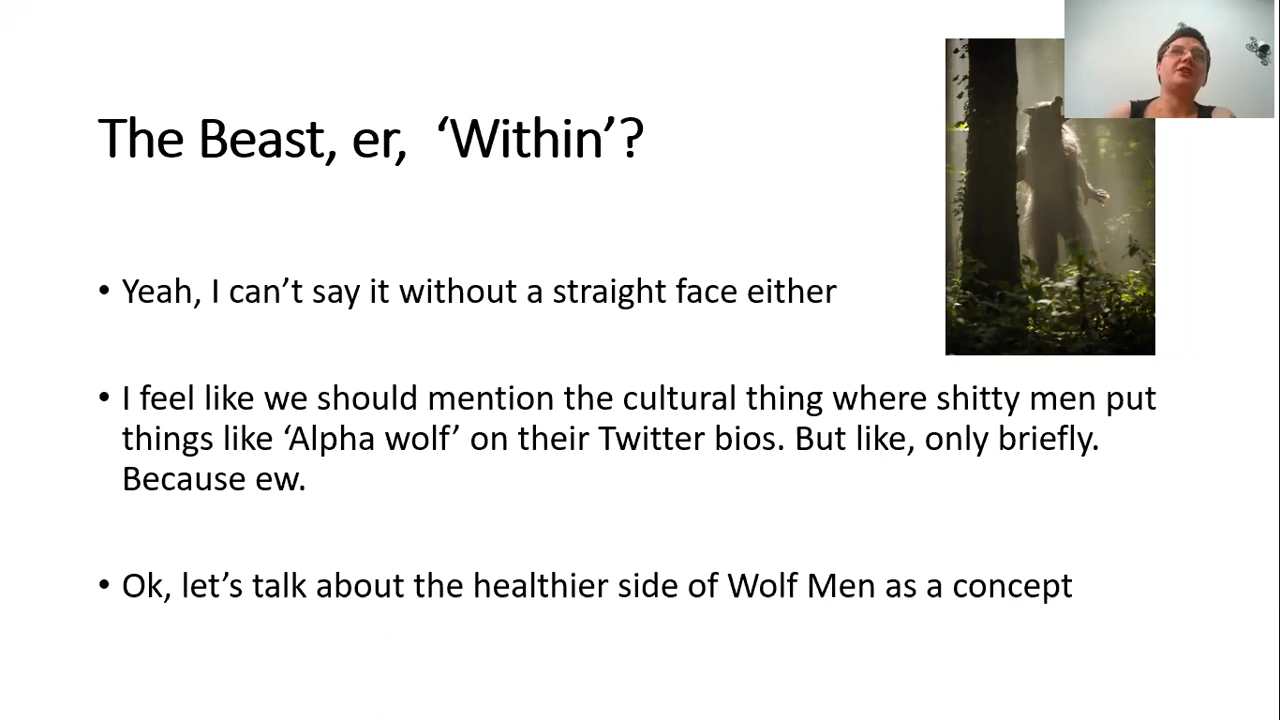 The Beast, er,  ‘Within’?
• Yeah, I can’t say it without a straight face either
• I feel like we should mention the cultural thing where shitty men put
things like ‘Alpha wolf’ on their Twitter bios. But like, only briefly.
Because ew.
• Ok, let’s talk about the healthier side of Wolf Men as a concept